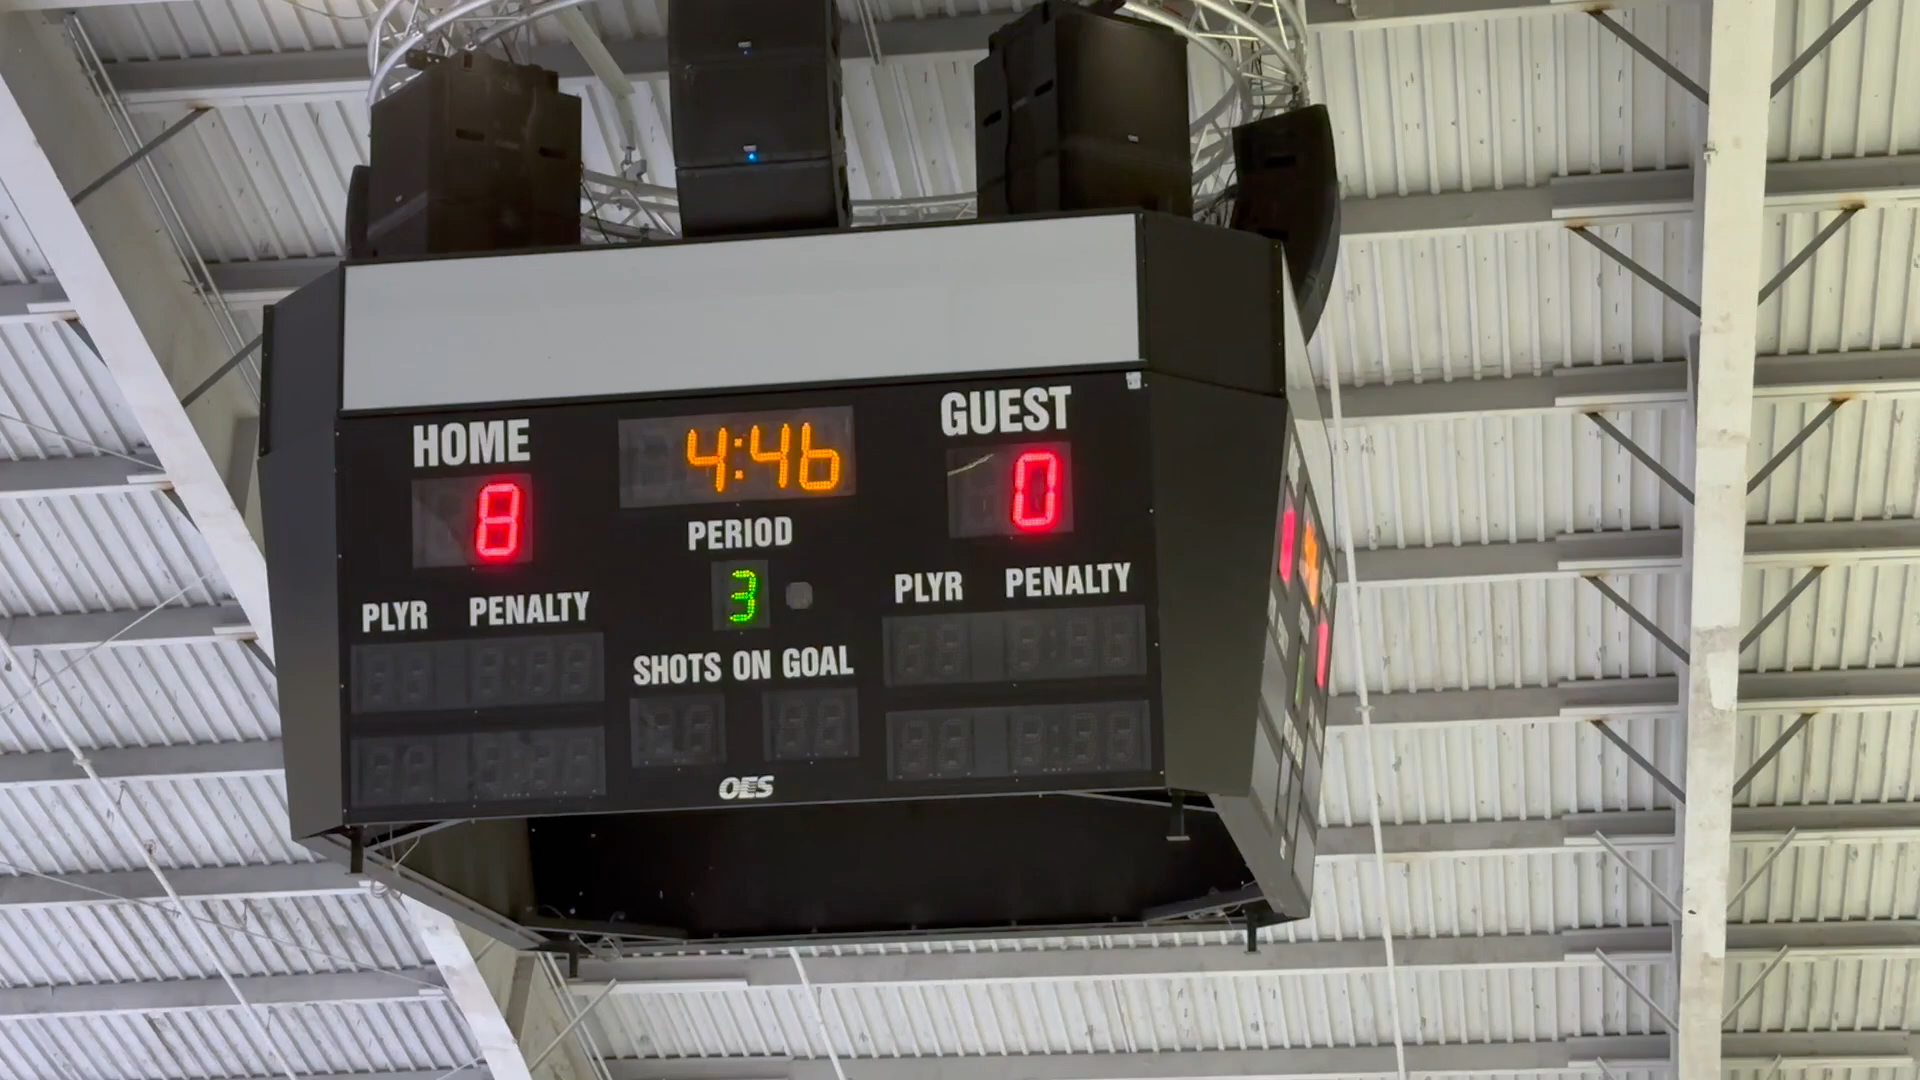 HOME
4:46
GUEST
8
0
PERIOD
3
PLYR PENALTY
PLYR PENALTY
SHOTS ON GOAL
OES